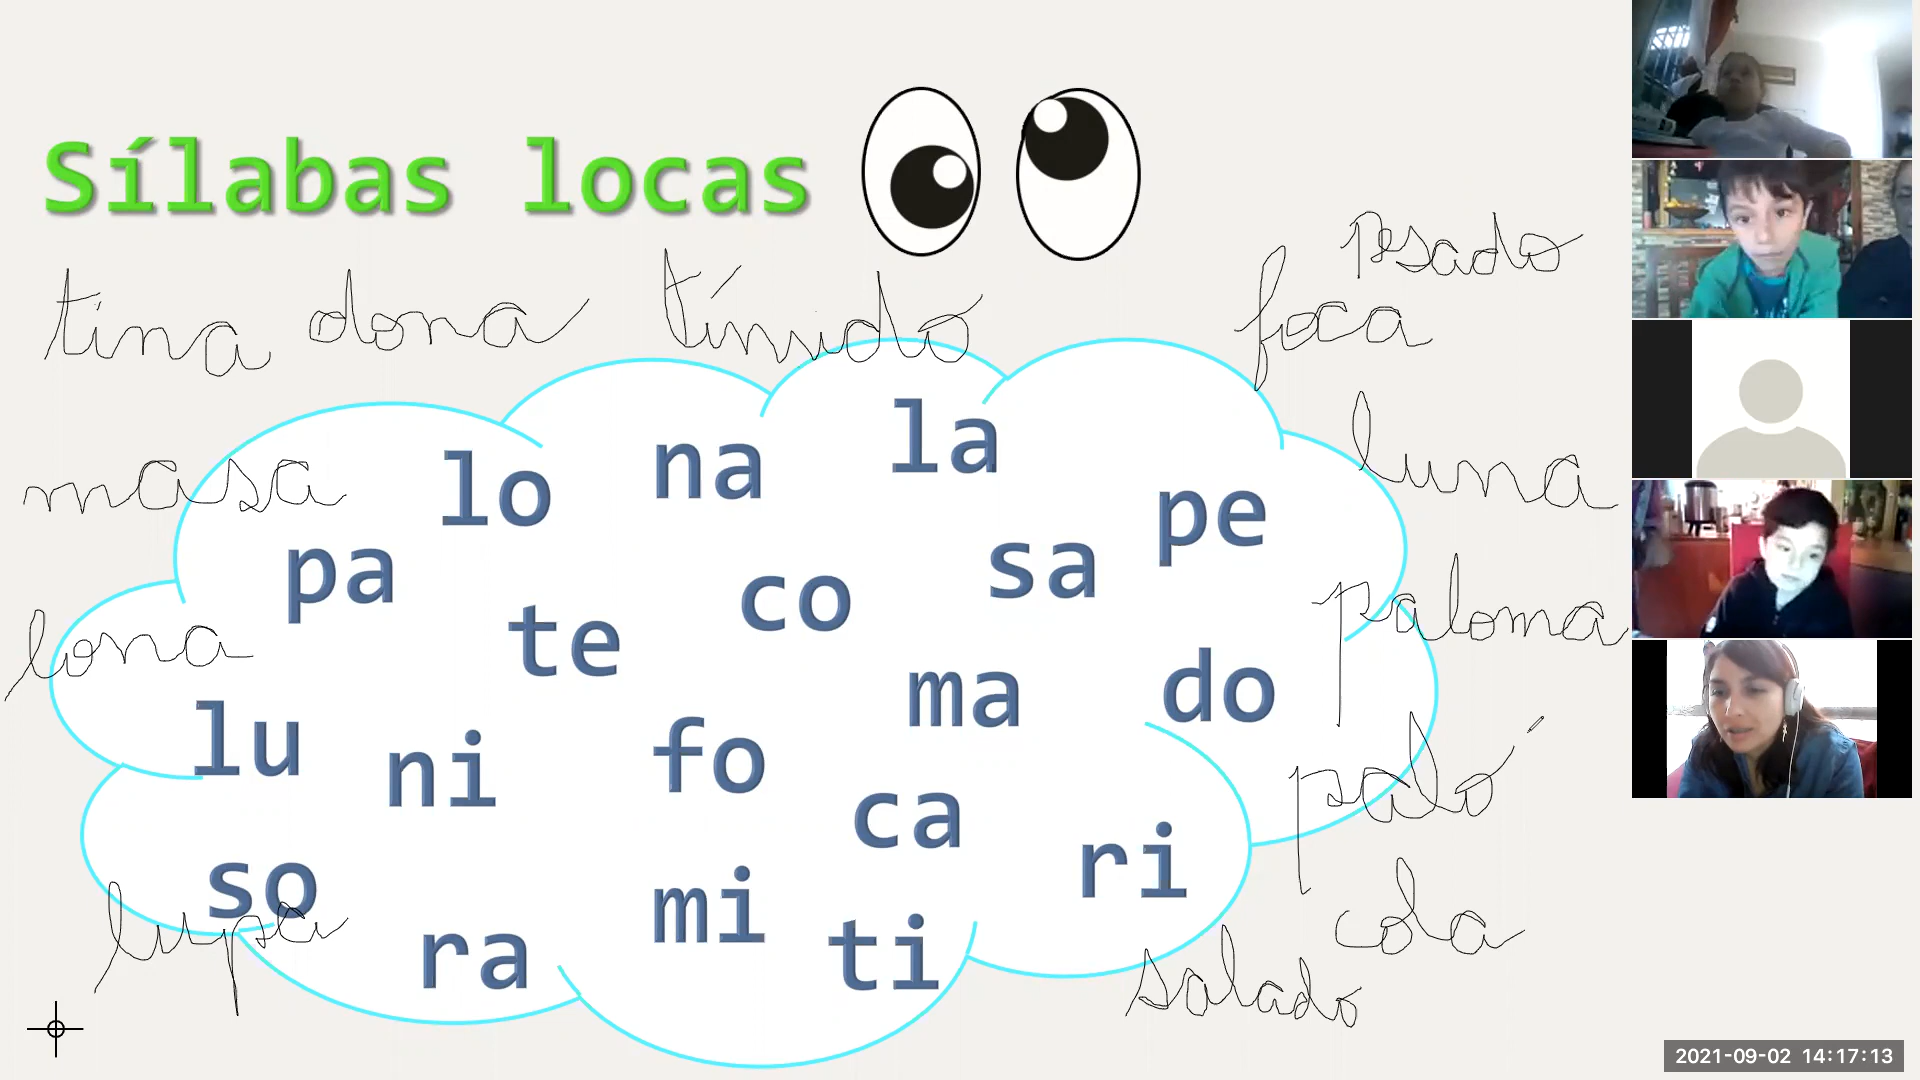 Sílabas locas
pesado
tina dona tímido foca
la
luna
lo na
masa
pe
pa co sa
te
paloma
lona
ma do
lu ni fo
pató
ca
ri
so
cola
lupa
mi
ra ti
salado
2021-09-02 14:17:13